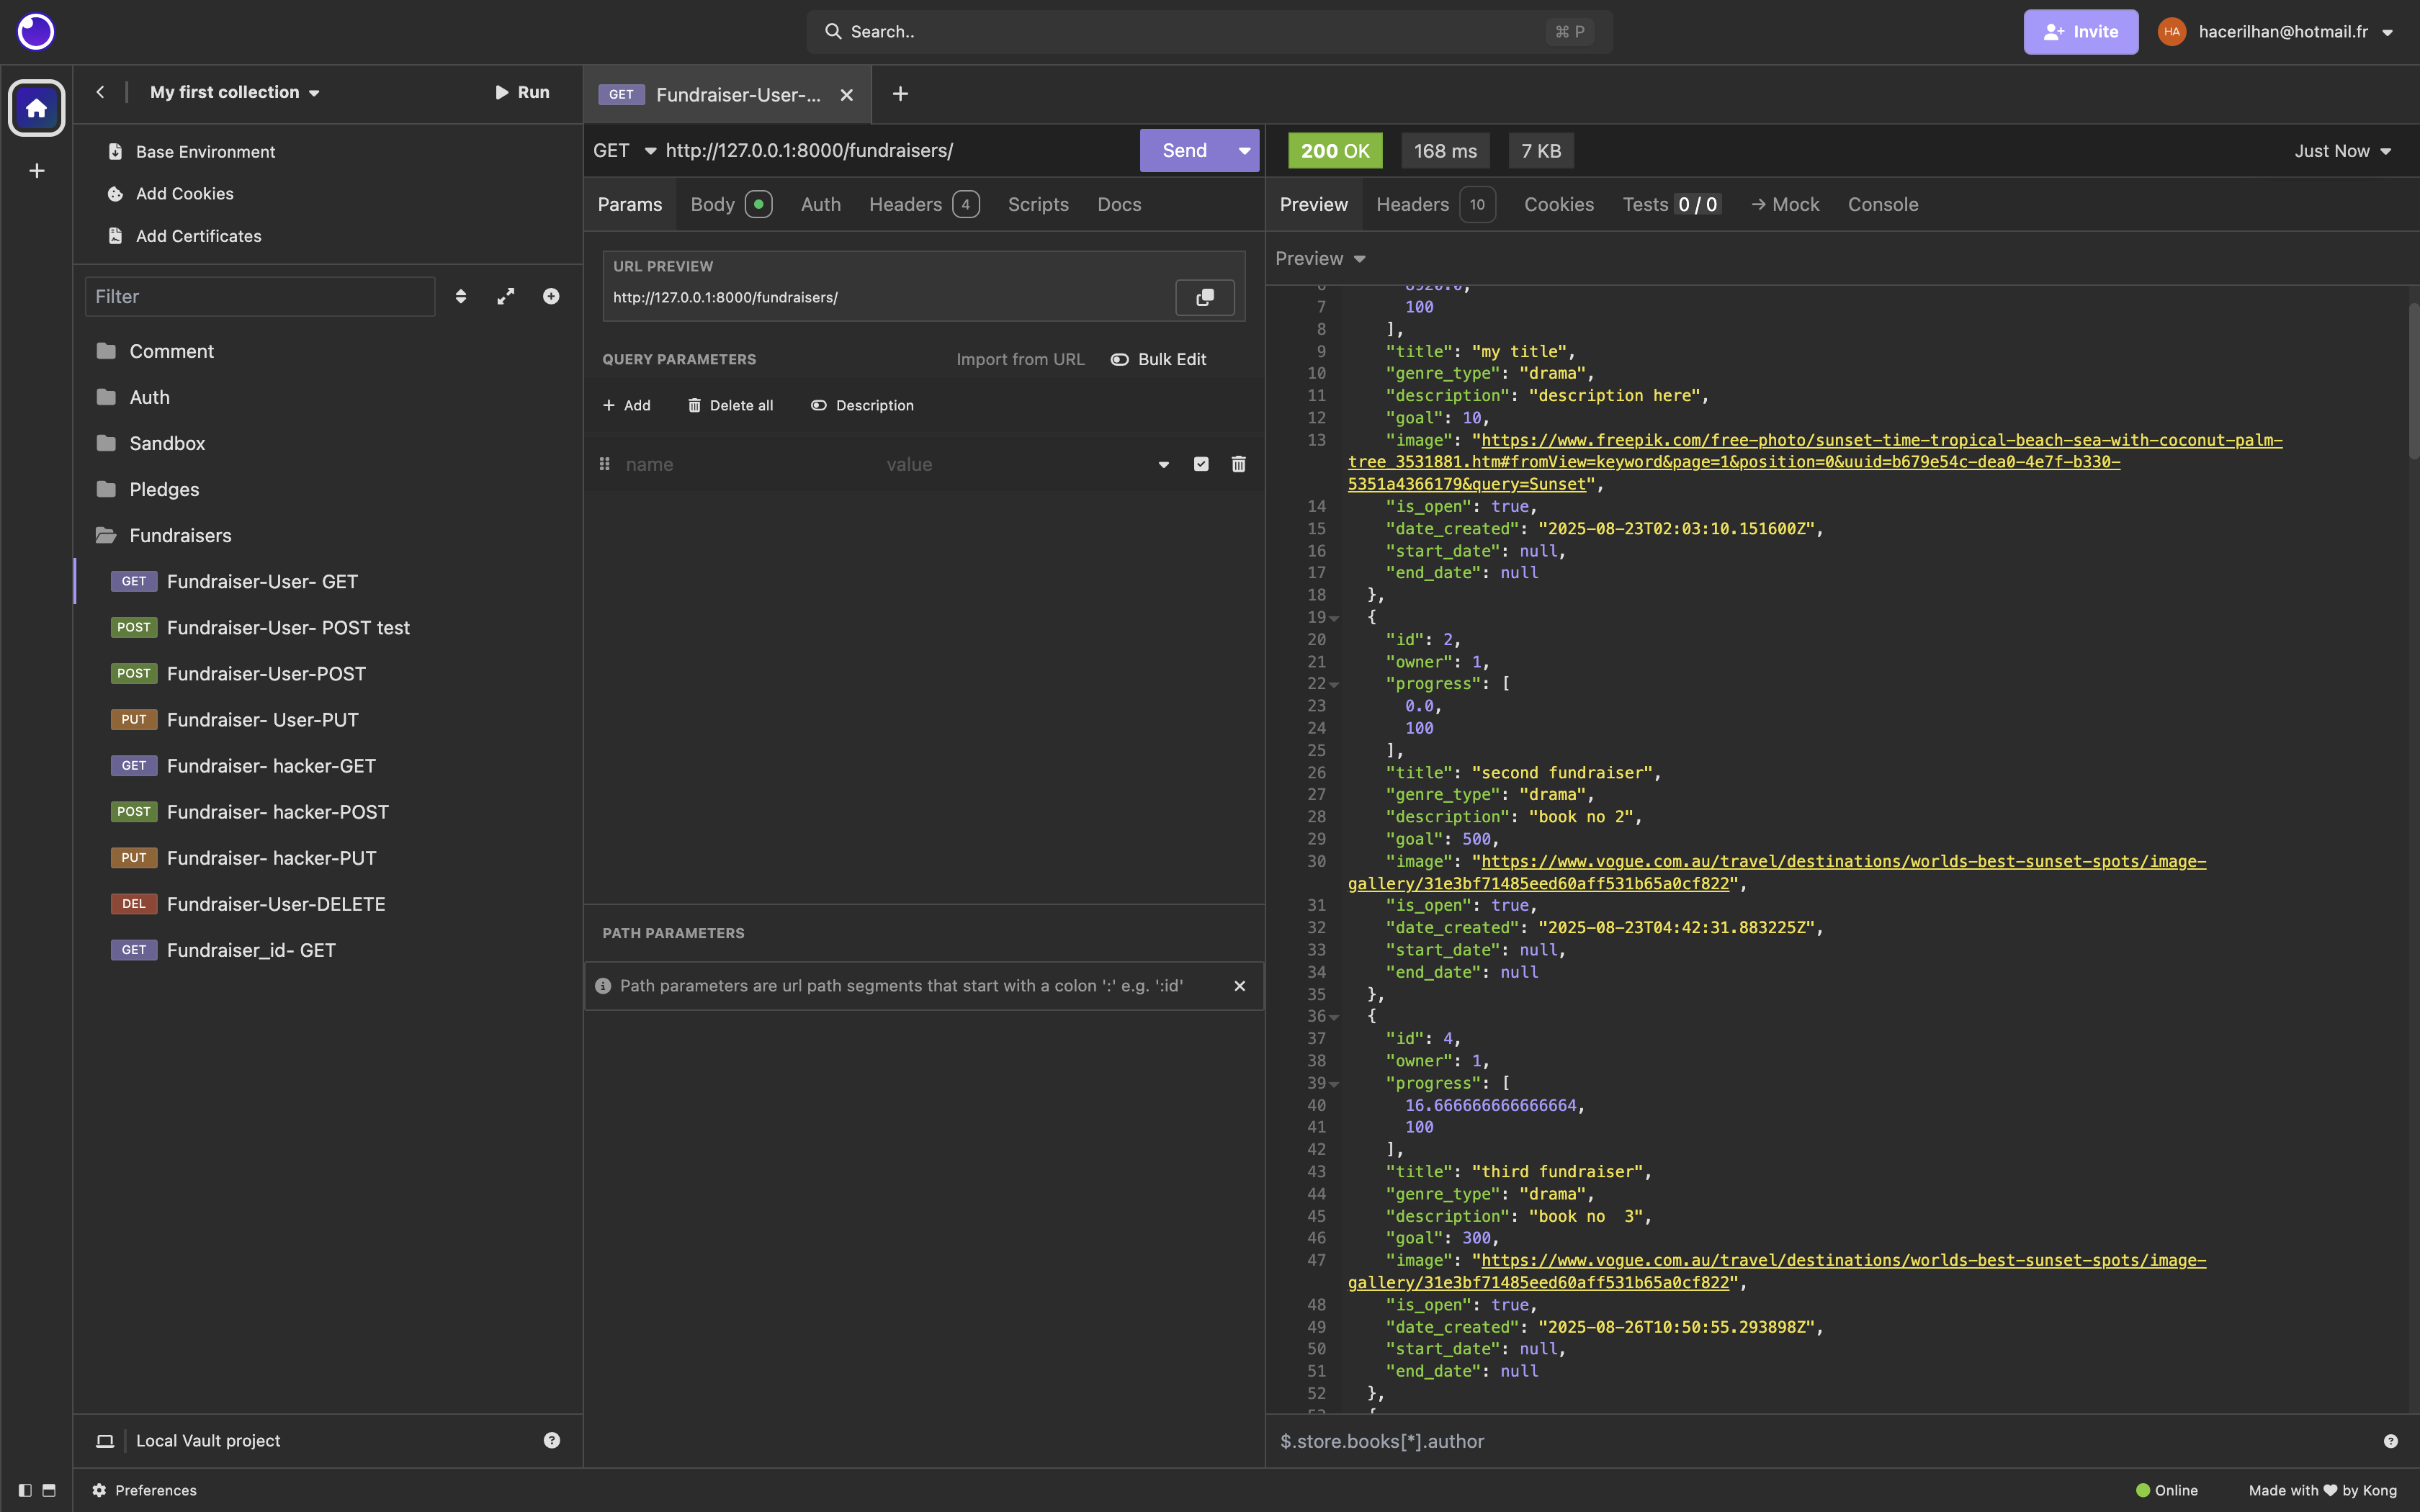 Search..
⌘ P
Invite
HA
hacerilhan@hotmail.fr
My first collection
Run
GET Fundraiser-User-...
Base Environment
Add Cookies
Add Certificates
Filter
Comment
Auth
Sandbox
Pledges
Fundraisers
GET Fundraiser-User- GET
POST Fundraiser-User- POST test
POST Fundraiser-User-POST
PUT Fundraiser- User-PUT
GET Fundraiser- hacker-GET
POST Fundraiser- hacker-POST
PUT Fundraiser- hacker-PUT
DEL Fundraiser-User-DELETE
GET Fundraiser_id- GET
Local Vault project
GET http://127.0.0.1:8000/fundraisers/
Send
Params Body Auth Headers 4 Scripts Docs
URL PREVIEW
http://127.0.0.1:8000/fundraisers/
QUERY PARAMETERS Import from URL Bulk Edit
Add Delete all Description
name value
PATH PARAMETERS
Path parameters are url path segments that start with a colon ':' e.g. ':id'
200 OK 168 ms 7 KB Just Now
Preview Headers 10 Cookies Tests 0 / 0 → Mock Console
Preview
7 100
8 ],
9 "title": "my title",
10 "genre_type": "drama",
11 "description": "description here",
12 "goal": 10,
13 "image": "https://www.freepik.com/free-photo/sunset-time-tropical-beach-sea-with-coconut-palm-
tree_3531881.htm#fromView=keyword&page=1&position=0&uuid=b679e54c-dea0-4e7f-b330-
5351a4366179&query=Sunset",
14 "is_open": true,
15 "date_created": "2025-08-23T02:03:10.151600Z",
16 "start_date": null,
17 "end_date": null
18 },
19 {
20 "id": 2,
21 "owner": 1,
22 "progress": [
23 0.0,
24 100
25 ],
26 "title": "second fundraiser",
27 "genre_type": "drama",
28 "description": "book no 2",
29 "goal": 500,
30 "image": "https://www.vogue.com.au/travel/destinations/worlds-best-sunset-spots/image-
gallery/31e3bf71485eed60aff531b65a0cf822",
31 "is_open": true,
32 "date_created": "2025-08-23T04:42:31.883225Z",
33 "start_date": null,
34 "end_date": null
35 },
36 {
37 "id": 4,
38 "owner": 1,
39 "progress": [
40 16.666666666666664,
41 100
42 ],
43 "title": "third fundraiser",
44 "genre_type": "drama",
45 "description": "book no  3",
46 "goal": 300,
47 "image": "https://www.vogue.com.au/travel/destinations/worlds-best-sunset-spots/image-
gallery/31e3bf71485eed60aff531b65a0cf822",
48 "is_open": true,
49 "date_created": "2025-08-26T10:50:55.293898Z",
50 "start_date": null,
51 "end_date": null
52 },
$.store.books[*].author
Preferences
Online
Made with ♥ by Kong